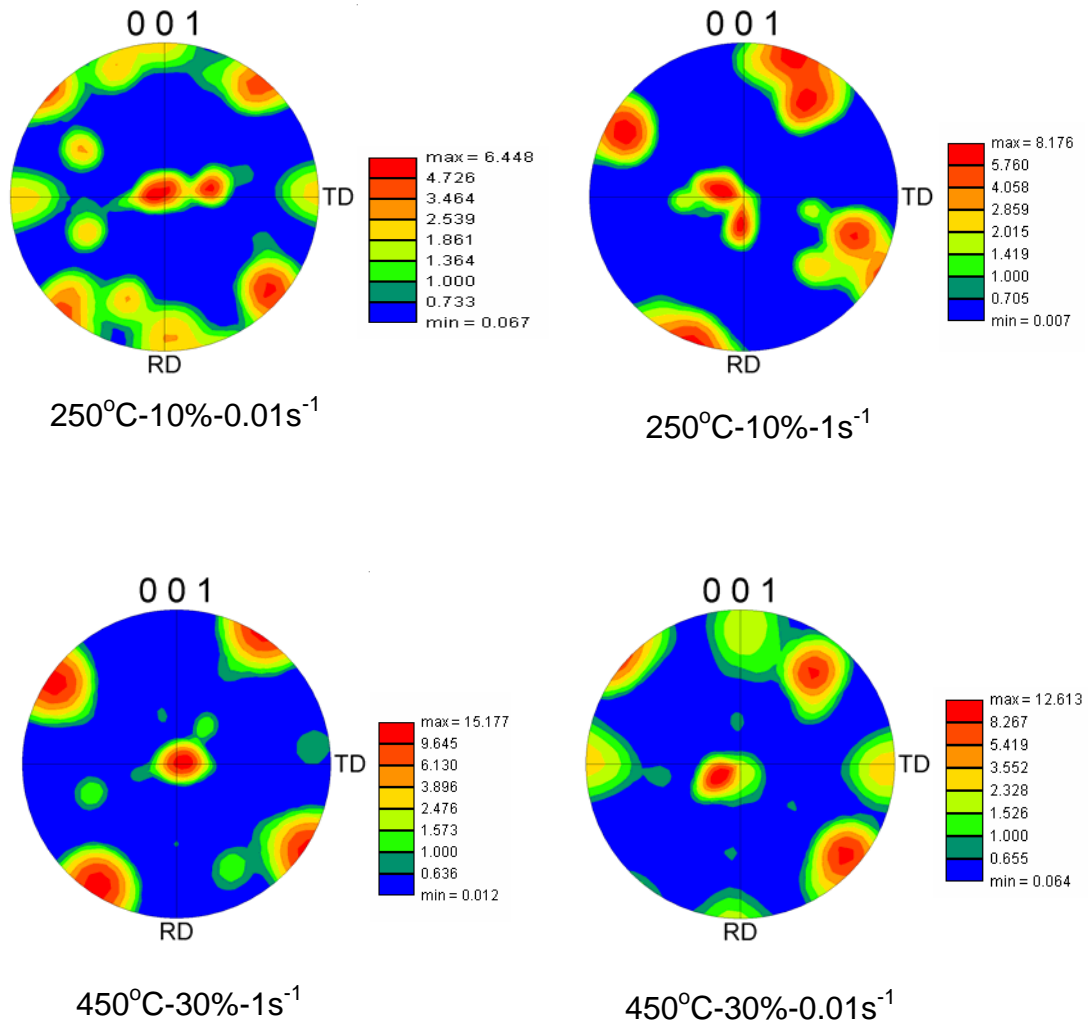 0 0 1
TD
RD
max = 6.448
4.726
3.464
2.539
1.861
1.364
1.000
0.733
min = 0.067
250°C-10%-0.01s⁻¹
0 0 1
TD
RD
max = 8.176
5.760
4.058
2.859
2.015
1.419
1.000
0.705
min = 0.007
250°C-10%-1s⁻¹
0 0 1
TD
RD
max = 15.177
9.645
6.130
3.896
2.476
1.573
1.000
0.636
min = 0.012
450°C-30%-1s⁻¹
0 0 1
TD
RD
max = 12.613
8.267
5.419
3.552
2.328
1.526
1.000
0.655
min = 0.064
450°C-30%-0.01s⁻¹